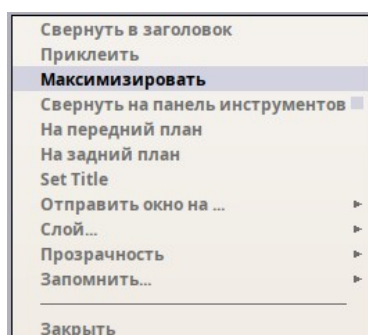 Свернуть в заголовок
Приклеить
Максимизировать
Свернуть на панель инструментов
На передний план
На задний план
Set Title
Отправить окно на ...
Слой...
Прозрачность
Запомнить...
Закрыть